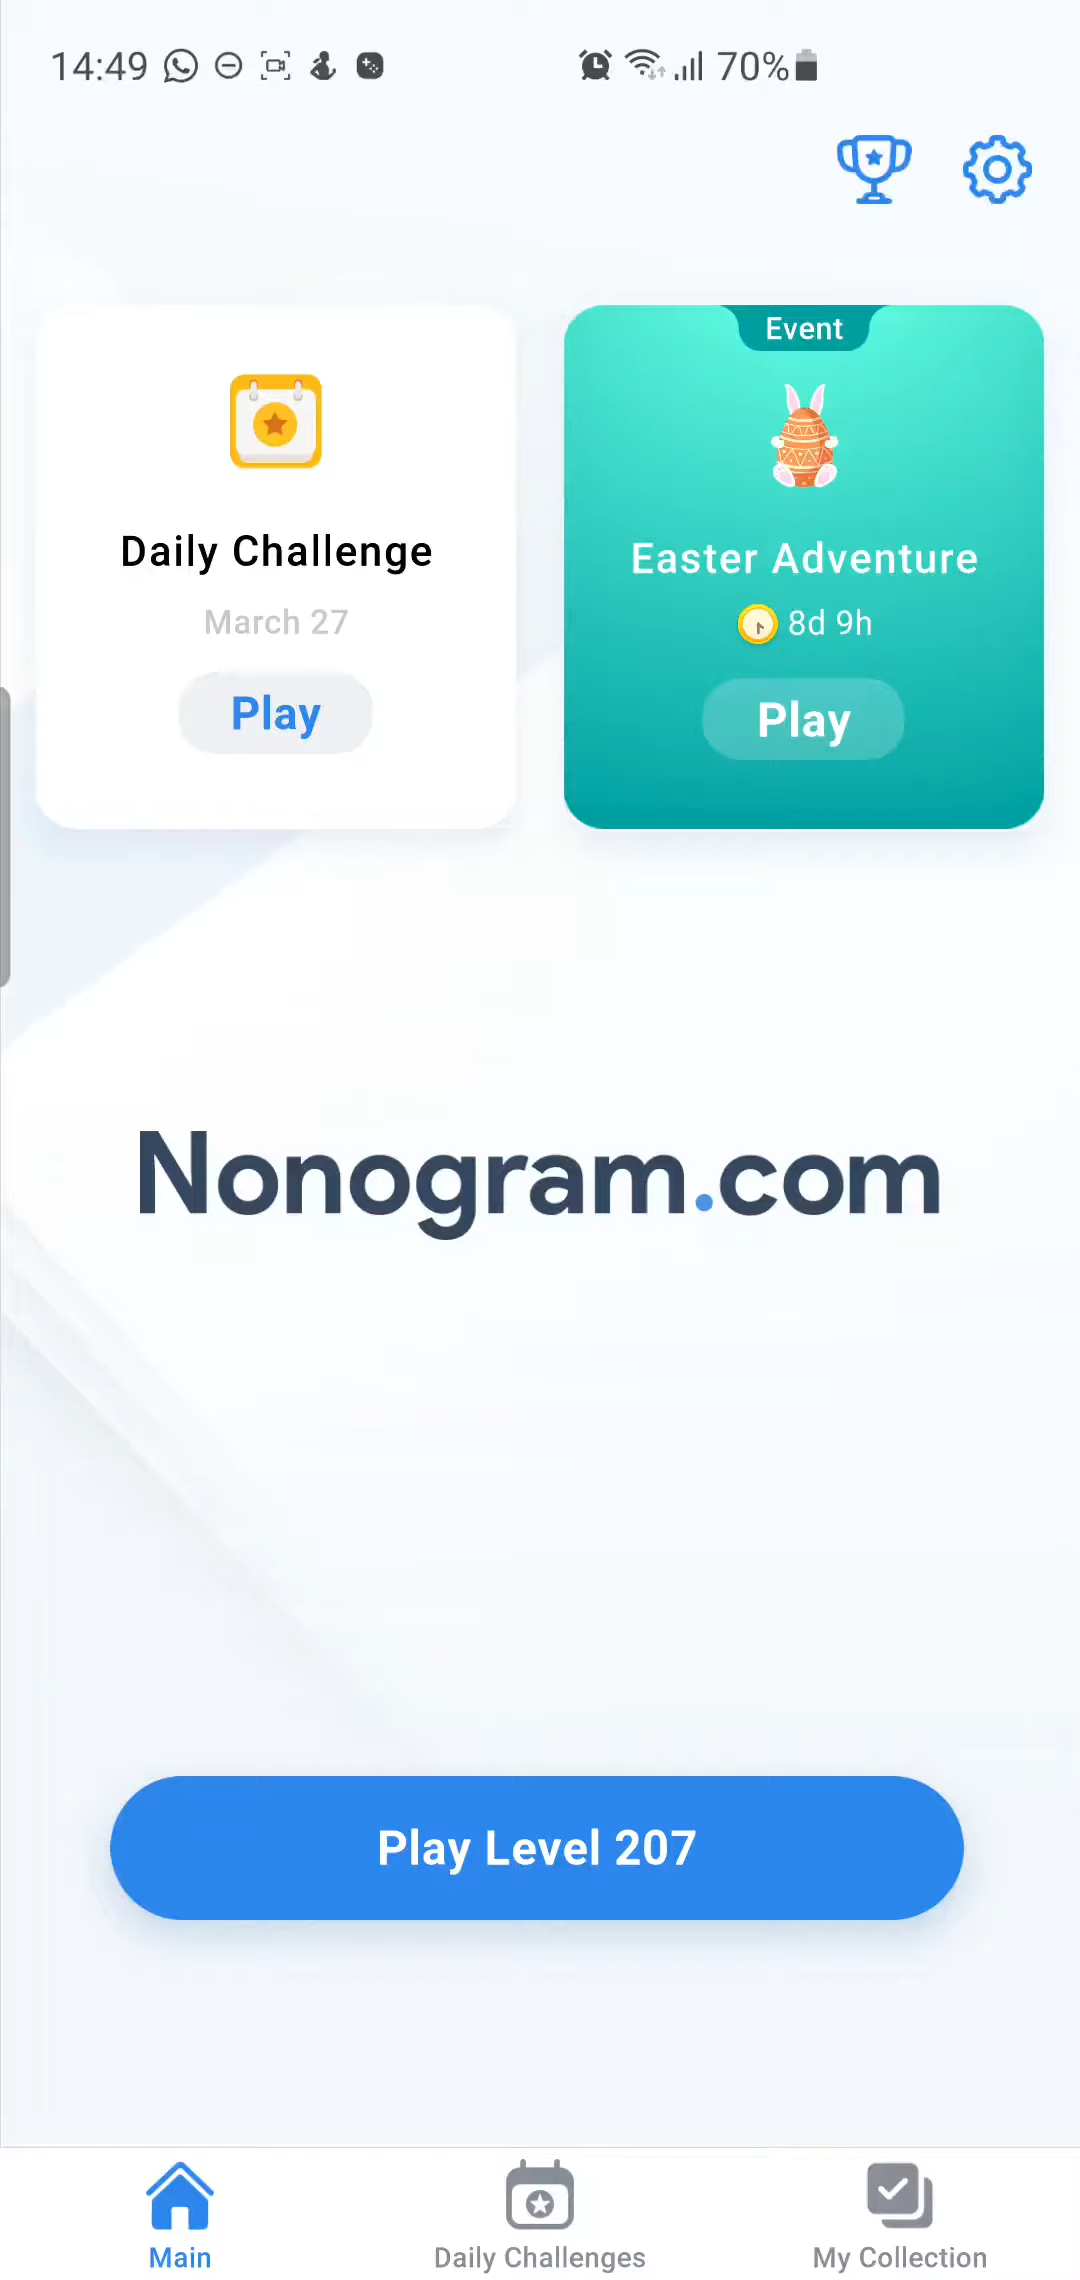 14:49
70%
Event
Daily Challenge
March 27
Play
Easter Adventure
8d 9h
Play
Nonogram.com
Play Level 207
Main
Daily Challenges
My Collection